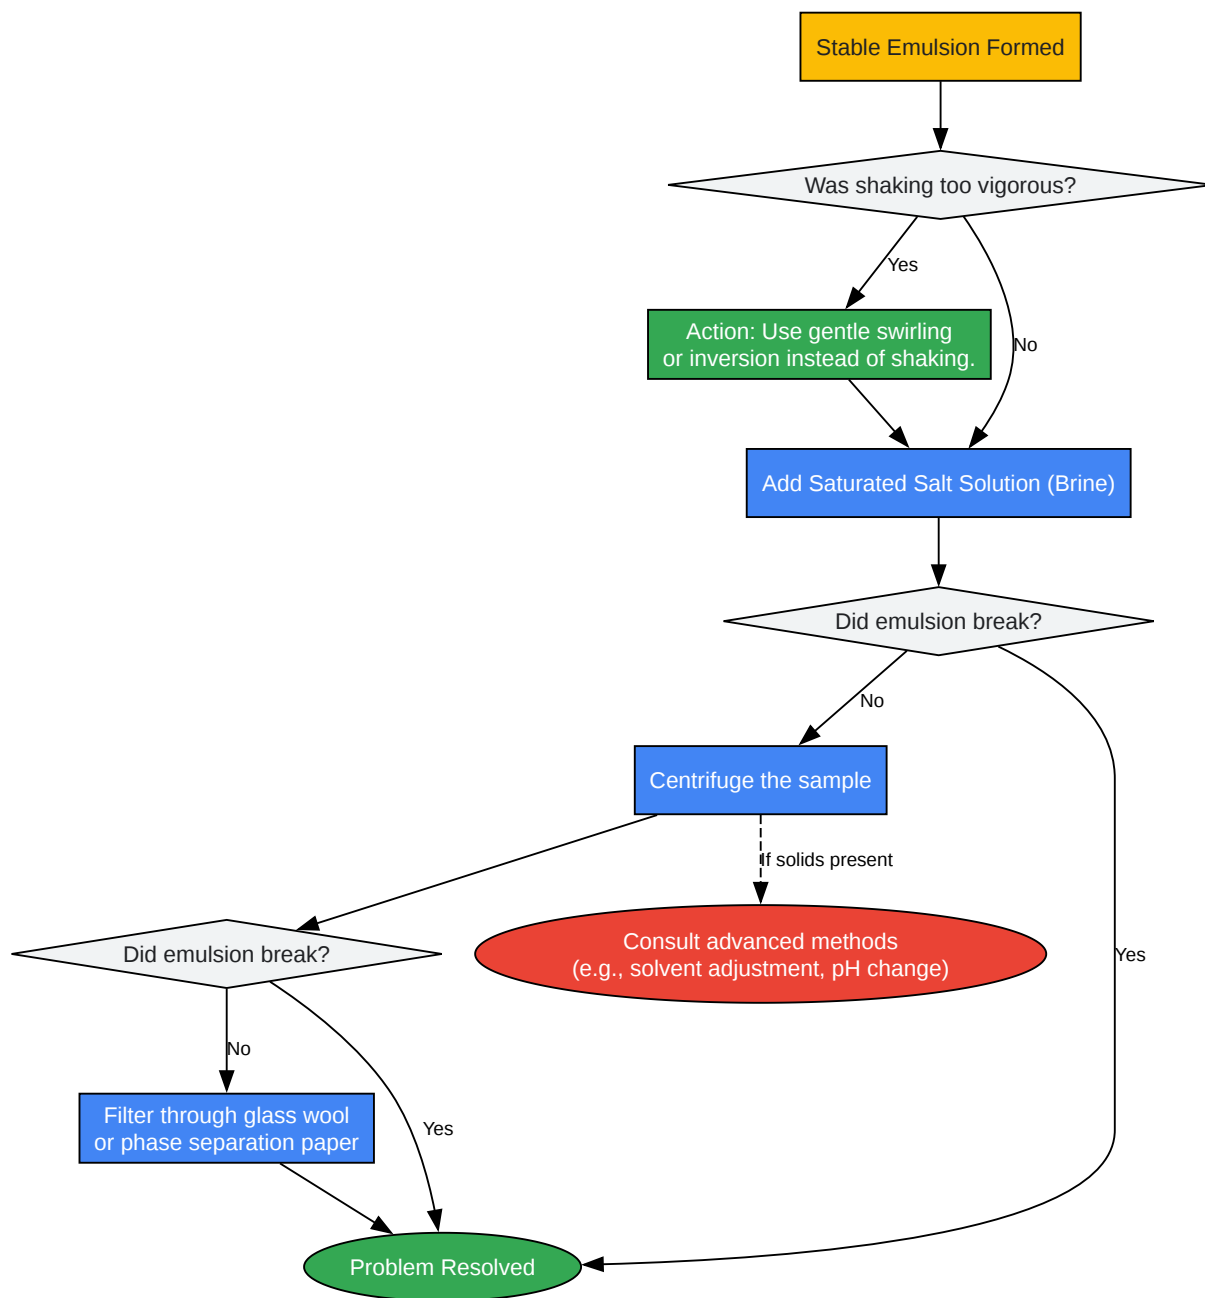 Stable Emulsion Formed
Was shaking too vigorous?
Yes
Action: Use gentle swirling
or inversion instead of shaking.
No
Add Saturated Salt Solution (Brine)
Did emulsion break?
No
Centrifuge the sample
If solids present
Consult advanced methods
(e.g., solvent adjustment, pH change)
Yes
Did emulsion break?
No
Filter through glass wool
or phase separation paper
Yes
Problem Resolved